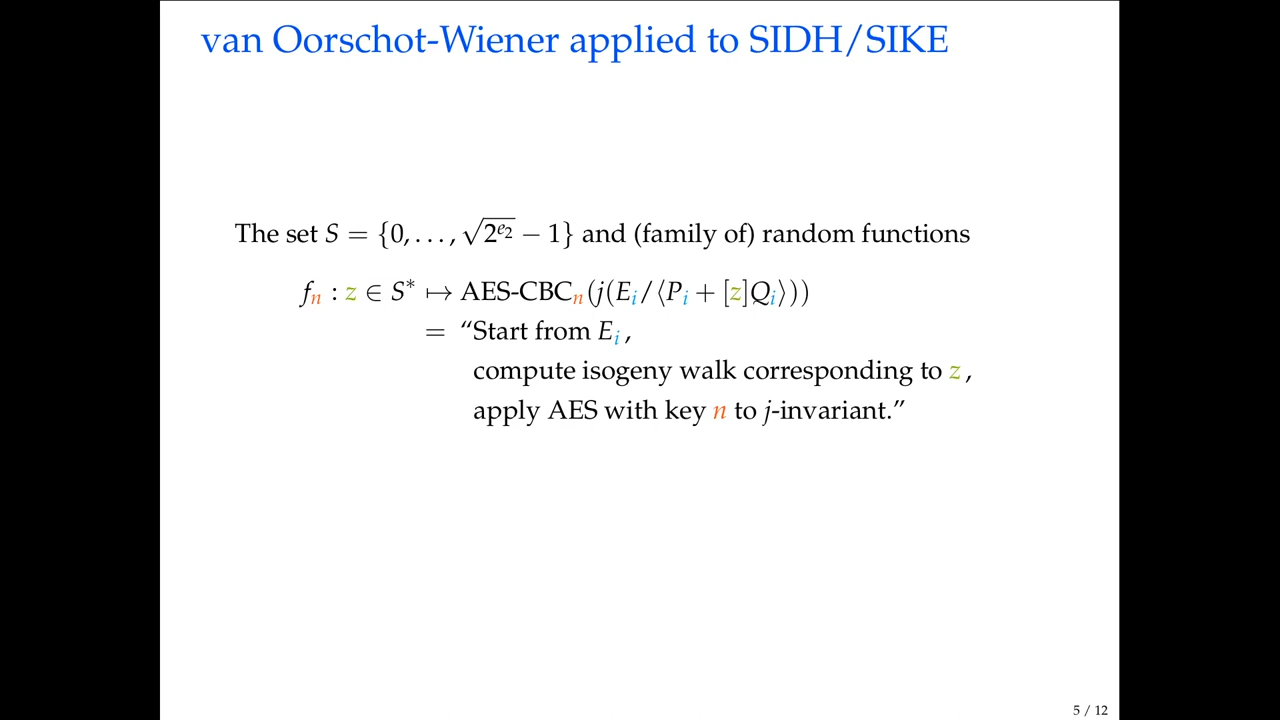 van Oorschot-Wiener applied to SIDH/SIKE
The set S = {0, . . . , √2^{e_2} − 1} and (family of) random functions
f_n : z ∈ S* ↦ AES-CBC_n(j(E_i/⟨P_i + [z]Q_i⟩))
= “Start from E_i,
compute isogeny walk corresponding to z,
apply AES with key n to j-invariant.”
5 / 12